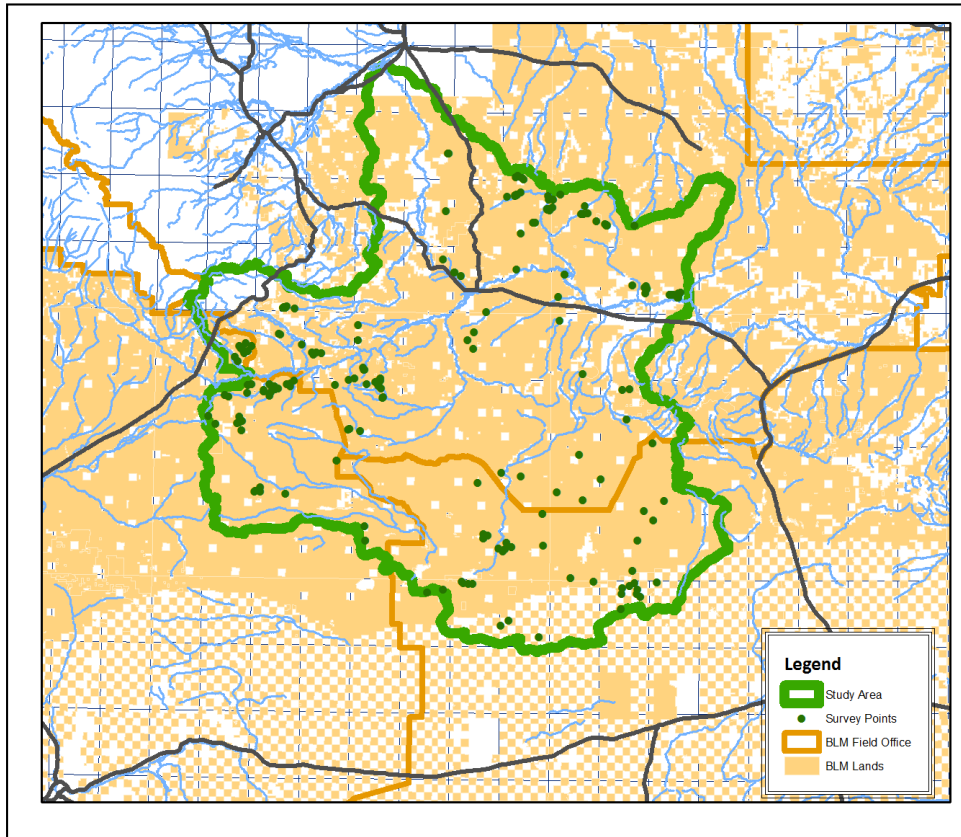 Legend
Study Area
Survey Points
BLM Field Office
BLM Lands